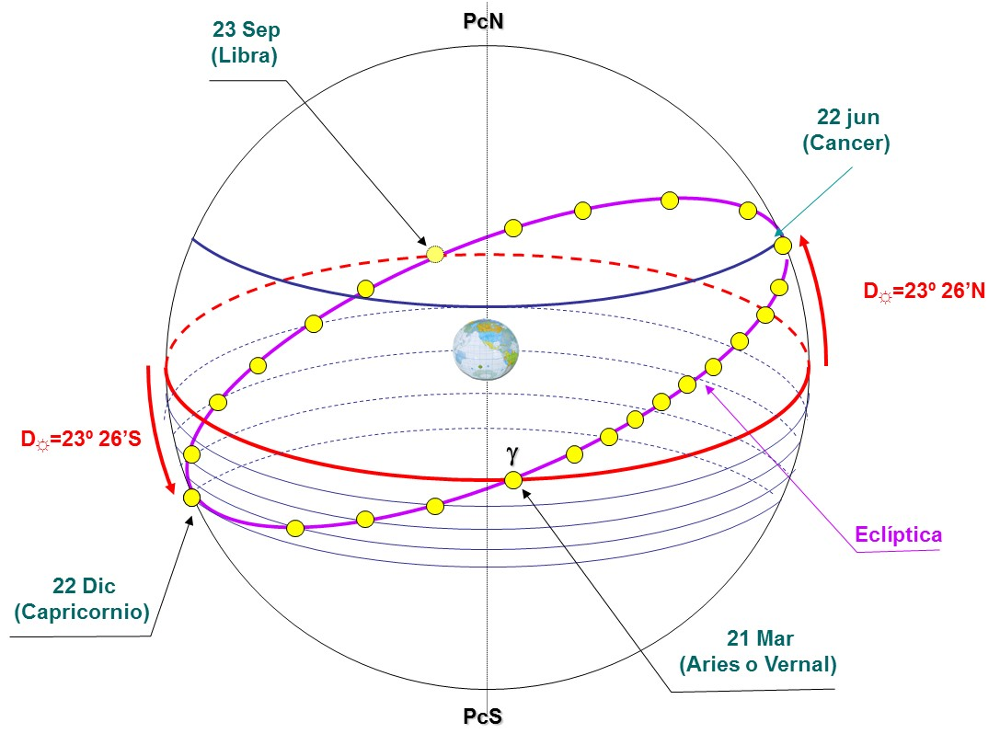 PcN
23 Sep
(Libra)
22 jun
(Cancer)
D☼=23º 26’N
D☼=23º 26’S
γ
Eclíptica
22 Dic
(Capricornio)
21 Mar
(Aries o Vernal)
PcS